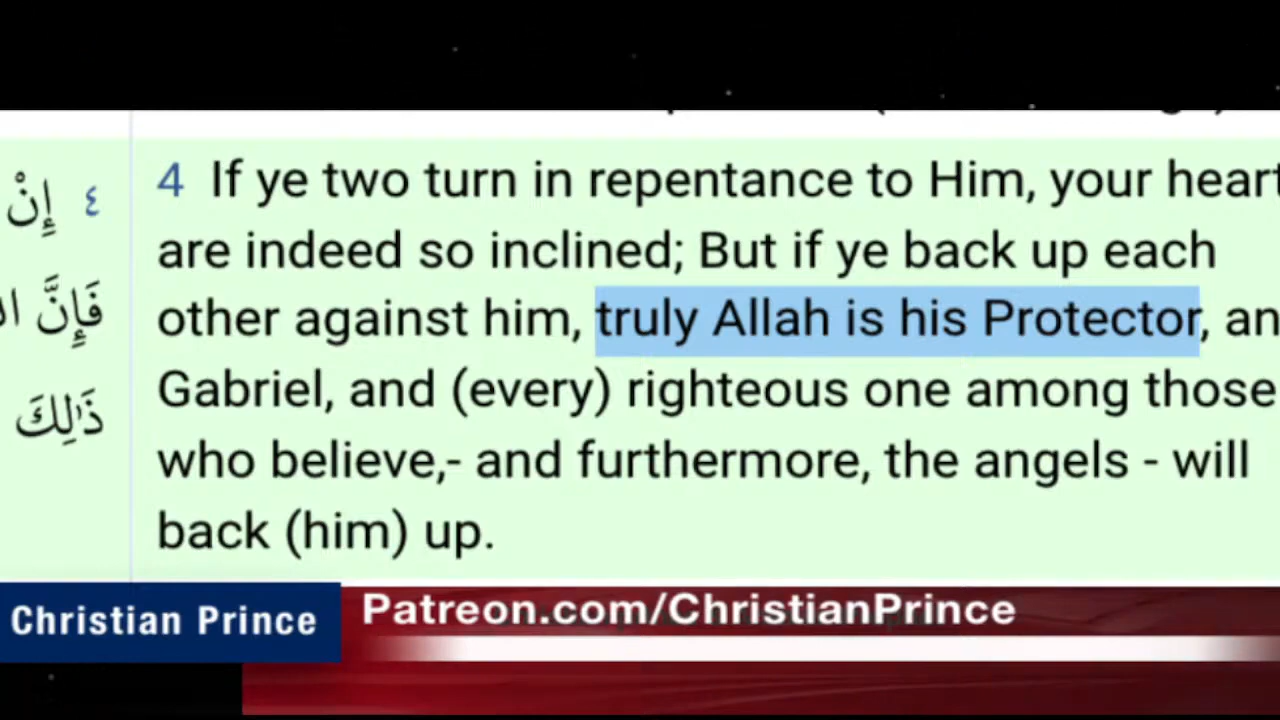 4 If ye two turn in repentance to Him, your heart
are indeed so inclined; But if ye back up each
other against him, truly Allah is his Protector, an
Gabriel, and (every) righteous one among those
who believe,- and furthermore, the angels - will
back (him) up.
٤ إِنْ
فَإِنَّ
ذَٰلِكَ
Christian Prince
Patreon.com/ChristianPrince